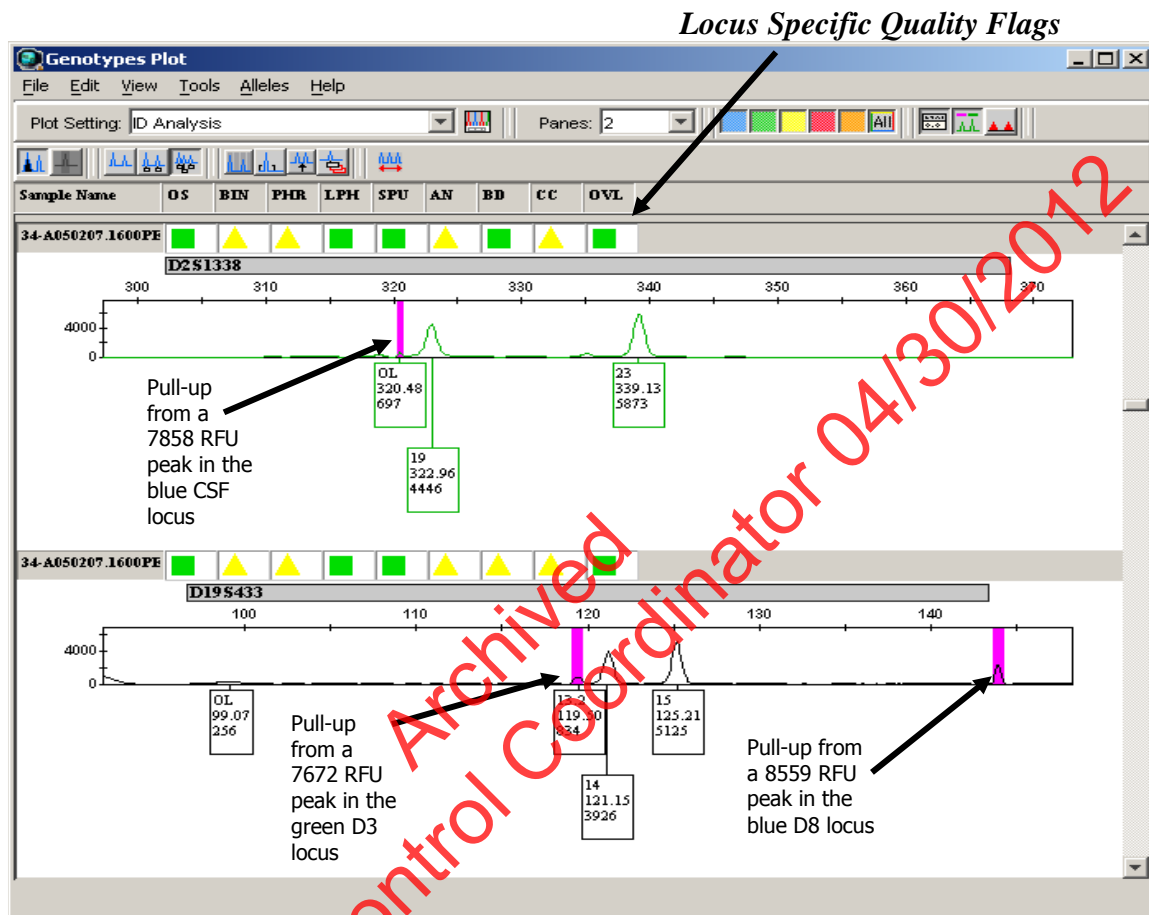 Locus Specific Quality Flags
Genotypes Plot
File Edit View Tools Alleles Help
Plot Setting: ID Analysis Panes: 2 All
Sample Name OS BIN PHR LPH SPU AN BD CC OVL
34-A050207.1600PE
D2S1338
300 310 320 330 340 350 360 370
4000
0
Pull-up
from a
7858 RFU
peak in the
blue CSF
locus
OL
320.48
697
19
322.96
4446
23
339.13
5873
34-A050207.1600PE
D19S433
100 110 120 130 140
4000
0
OL
99.07
256
Pull-up
from a
7672 RFU
peak in the
green D3
locus
13.2
119.50
834
14
121.15
3926
15
125.21
5125
Pull-up from
a 8559 RFU
peak in the
blue D8 locus
Archived
ontrol Coordinator 04/30/2012